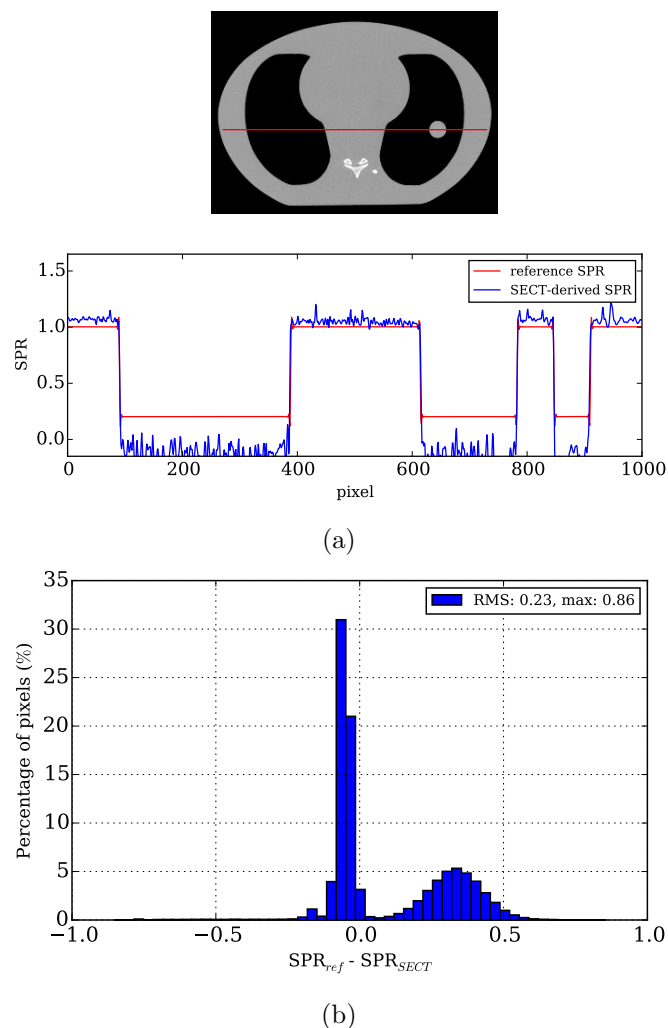 1.5
1.0
0.5
0.0
SPR
reference SPR
SECT-derived SPR
0 200 400 600 800 1000
pixel
(a)
35
30
25
20
15
10
5
0
Percentage of pixels (%)
RMS: 0.23, max: 0.86
−1.0 −0.5 0.0 0.5 1.0
SPR_ref - SPR_SECT
(b)